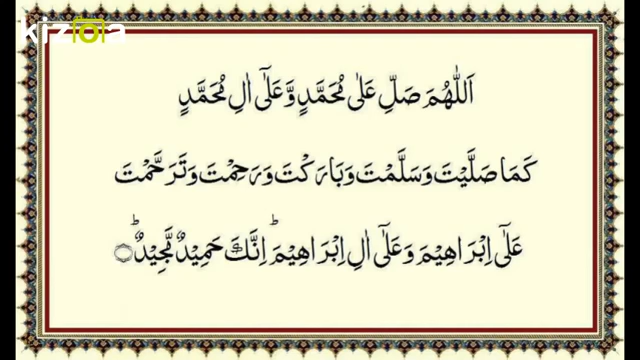 kizoa
اَللّٰهُمَّ صَلِّ عَلٰى مُحَمَّدٍ وَّعَلٰٓى اٰلِ مُحَمَّدٍ
كَمَا صَلَّيْتَ وَسَلَّمْتَ وَبَارَكْتَ وَرَحِمْتَ وَتَرَحَّمْتَ
عَلٰٓى اِبْرَاهِيْمَ وَعَلٰٓى اٰلِ اِبْرَاهِيْمَ ؕ اِنَّكَ حَمِيْدٌ مَّجِيْدٌ ؕ